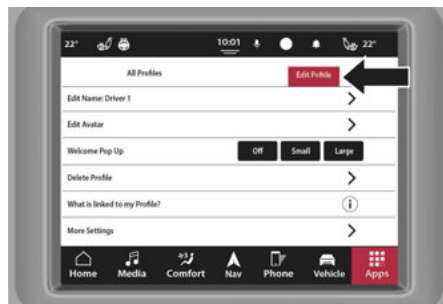 22° 10:01 22°
All Profiles Edit Profile
Edit Name: Driver 1
Edit Avatar
Welcome Pop Up Off Small Large
Delete Profile
What is linked to my Profile?
More Settings
Home Media Comfort Nav Phone Vehicle Apps